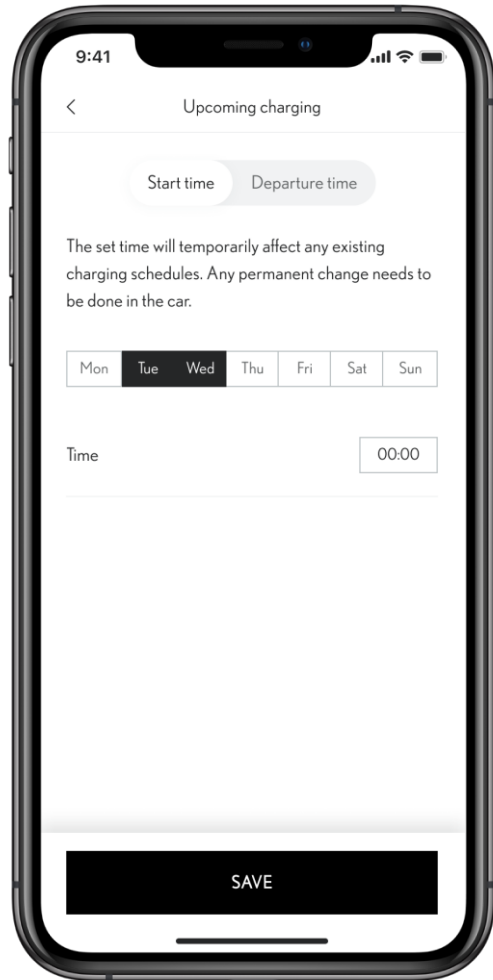 9:41
Upcoming charging
Start time Departure time
The set time will temporarily affect any existing
charging schedules. Any permanent change needs to
be done in the car.
Mon Tue Wed Thu Fri Sat Sun
Time 00:00
SAVE